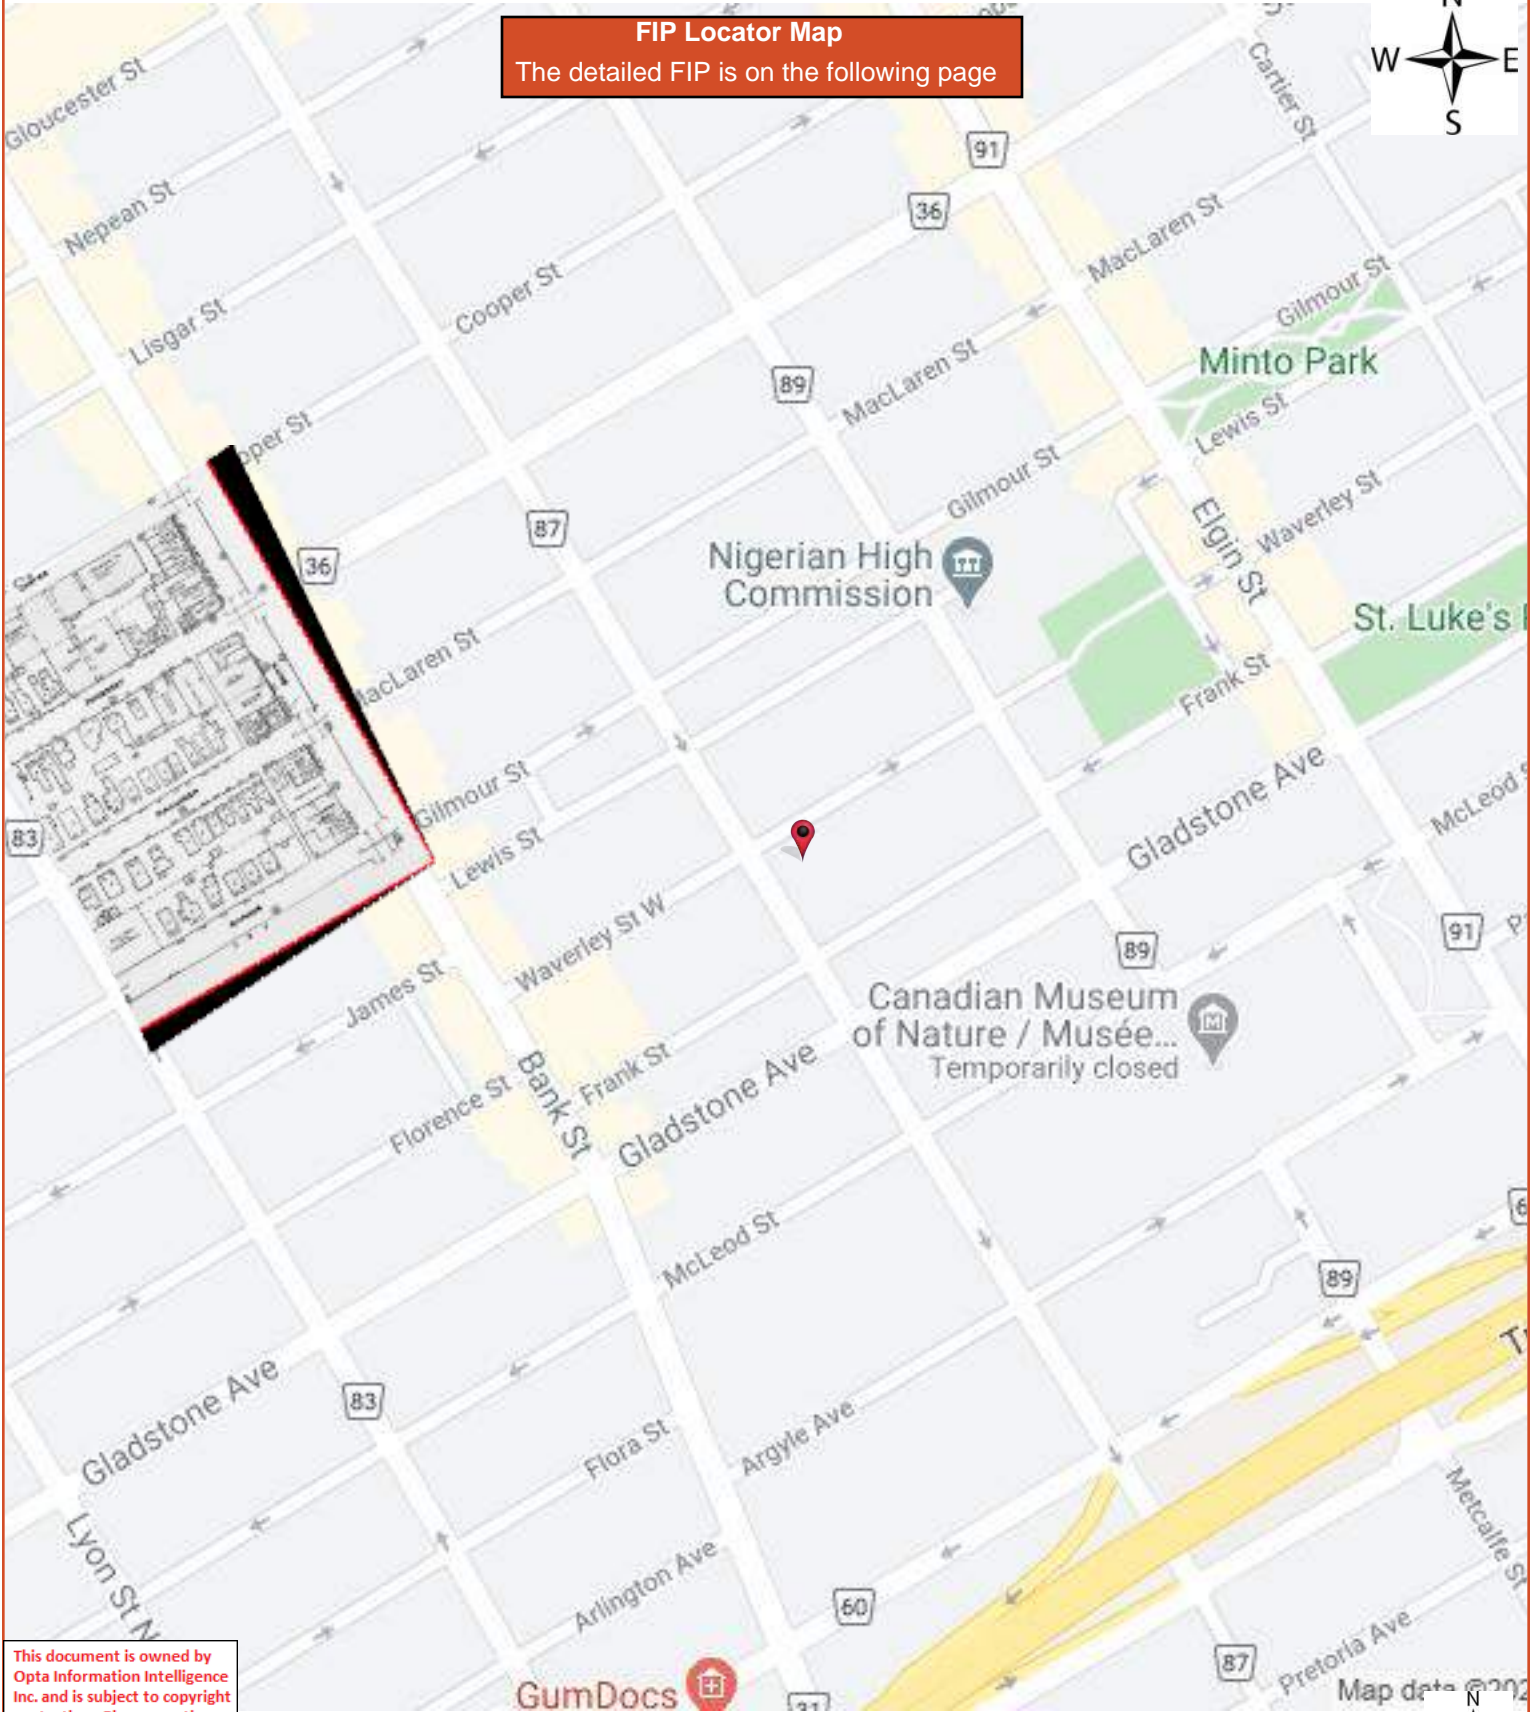 FIP Locator Map
The detailed FIP is on the following page
N
W
E
S
Gloucester St
Nepean St
Lisgar St
Cooper St
91
36
Cartier St
MacLaren St
Gilmour St
Minto Park
Lewis St
89
MacLaren St
Gilmour St
Waverley St
Elgin St
oper St
87
36
Nigerian High
Commission
St. Luke's
Frank St
MacLaren St
Gilmour St
Lewis St
83
Gladstone Ave
McLeod
Waverley St W
James St
89
91
Canadian Museum
of Nature / Musée...
Temporarily closed
Bank St
Frank St
Florence St
Gladstone Ave
McLeod St
89
Gladstone Ave
83
Flora St
Argyle Ave
Metcalfe St
Lyon St N
Arlington Ave
60
87
Pretoria Ave
GumDocs
This document is owned by
Opta Information Intelligence
Inc. and is subject to copyright
Map data ©202
N